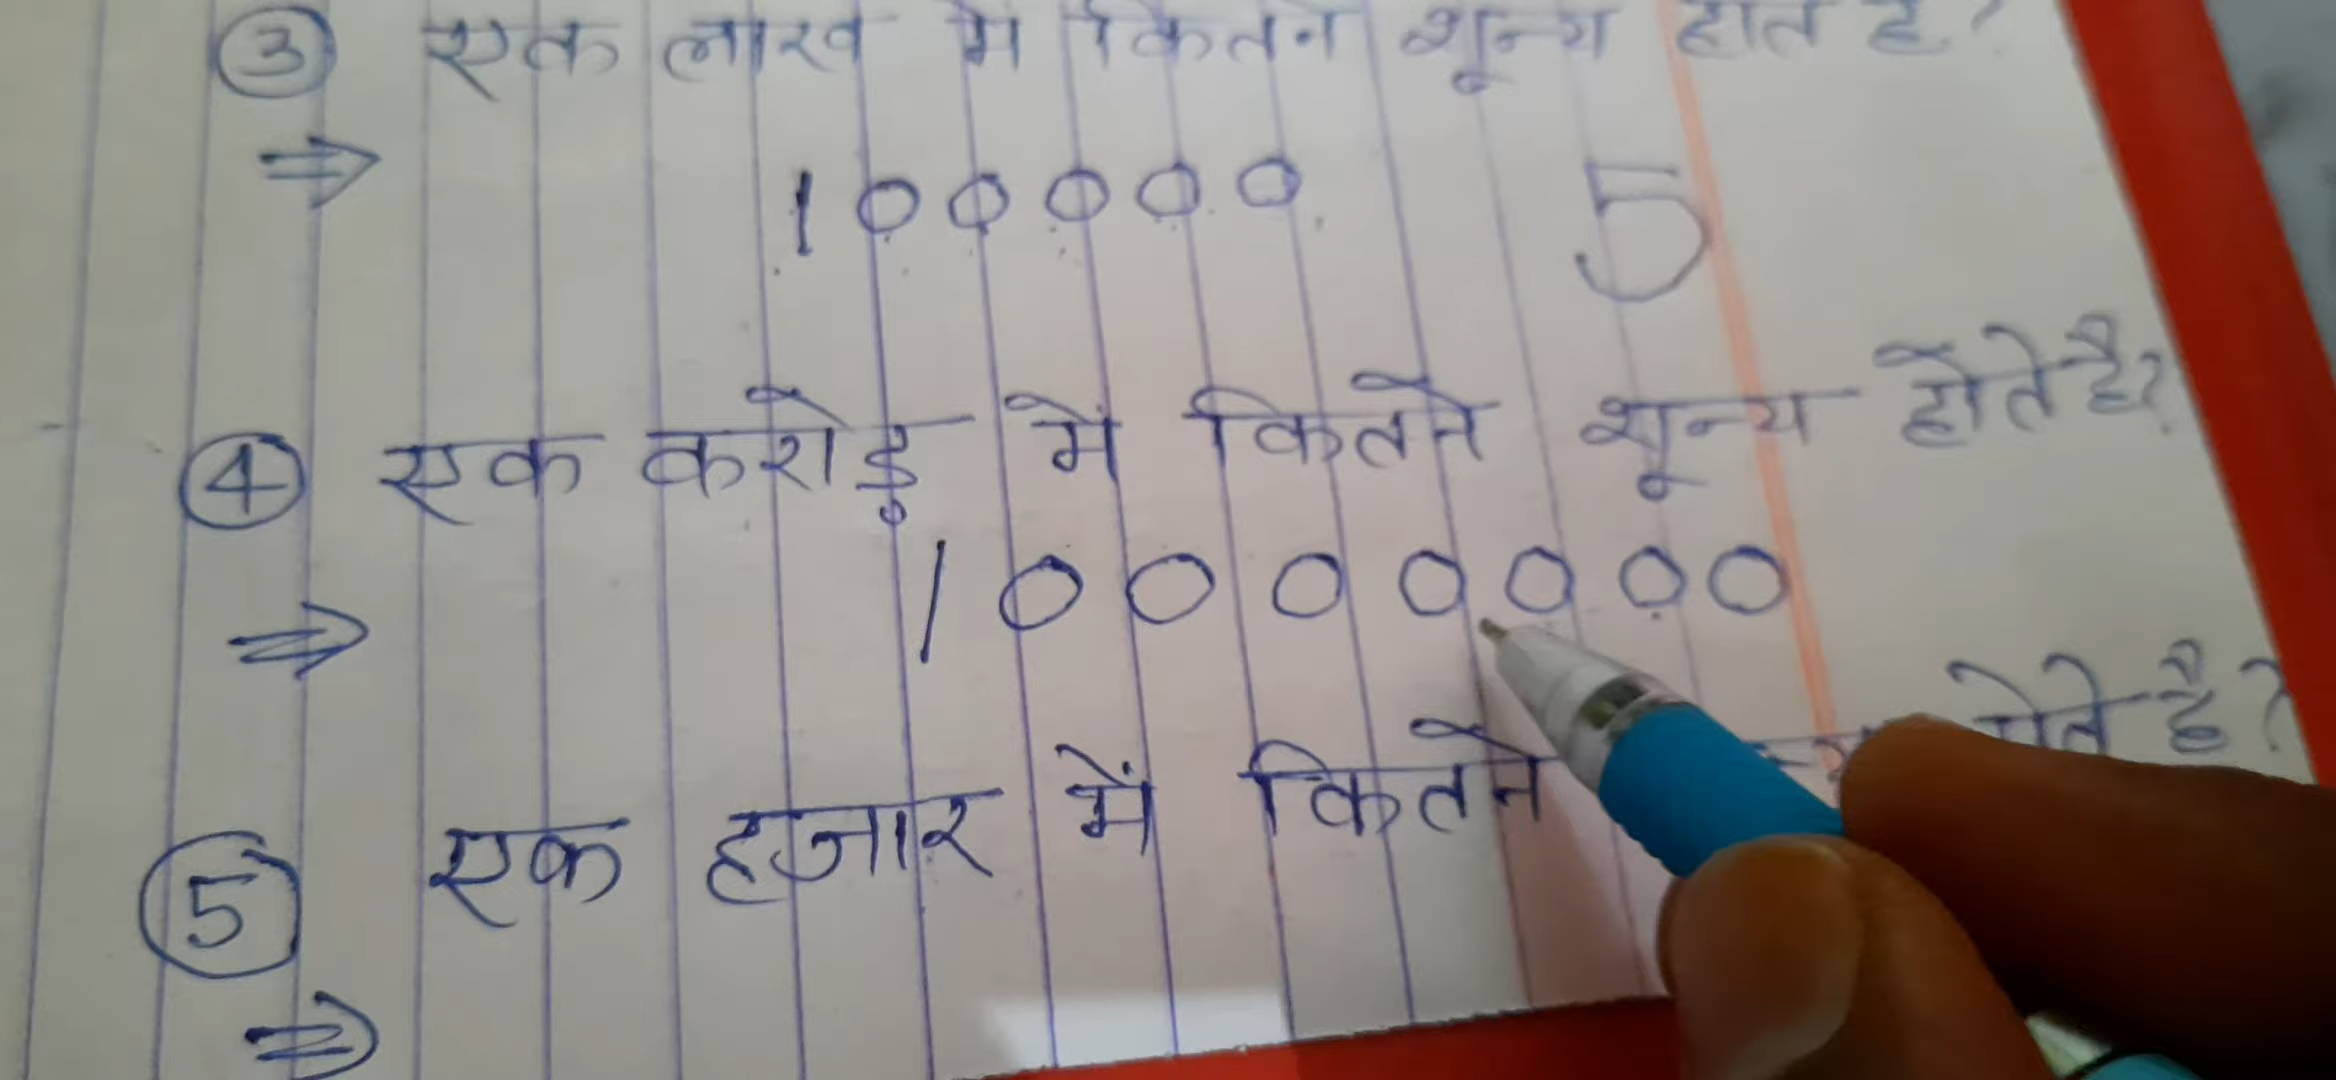 ③ एक लाख में कितने शून्य होते है?
⇒ 100000 5
④ एक करोड़ में कितने शून्य होते है?
⇒ 10000000
⑤ एक हजार में कितने होते है?
⇒